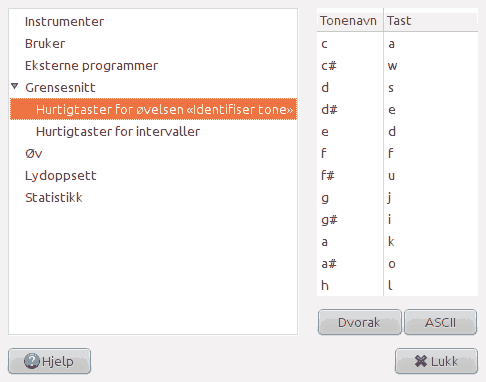 Instrumenter
Bruker
Eksterne programmer
Grensesnitt
Hurtigtaster for øvelsen «Identifiser tone»
Hurtigtaster for intervaller
Øv
Lydoppsett
Statistikk
Tonenavn Tast
c a
c# w
d s
d# e
e d
f f
f# u
g j
g# i
a k
a# o
h l
Dvorak ASCII
Hjelp Lukk